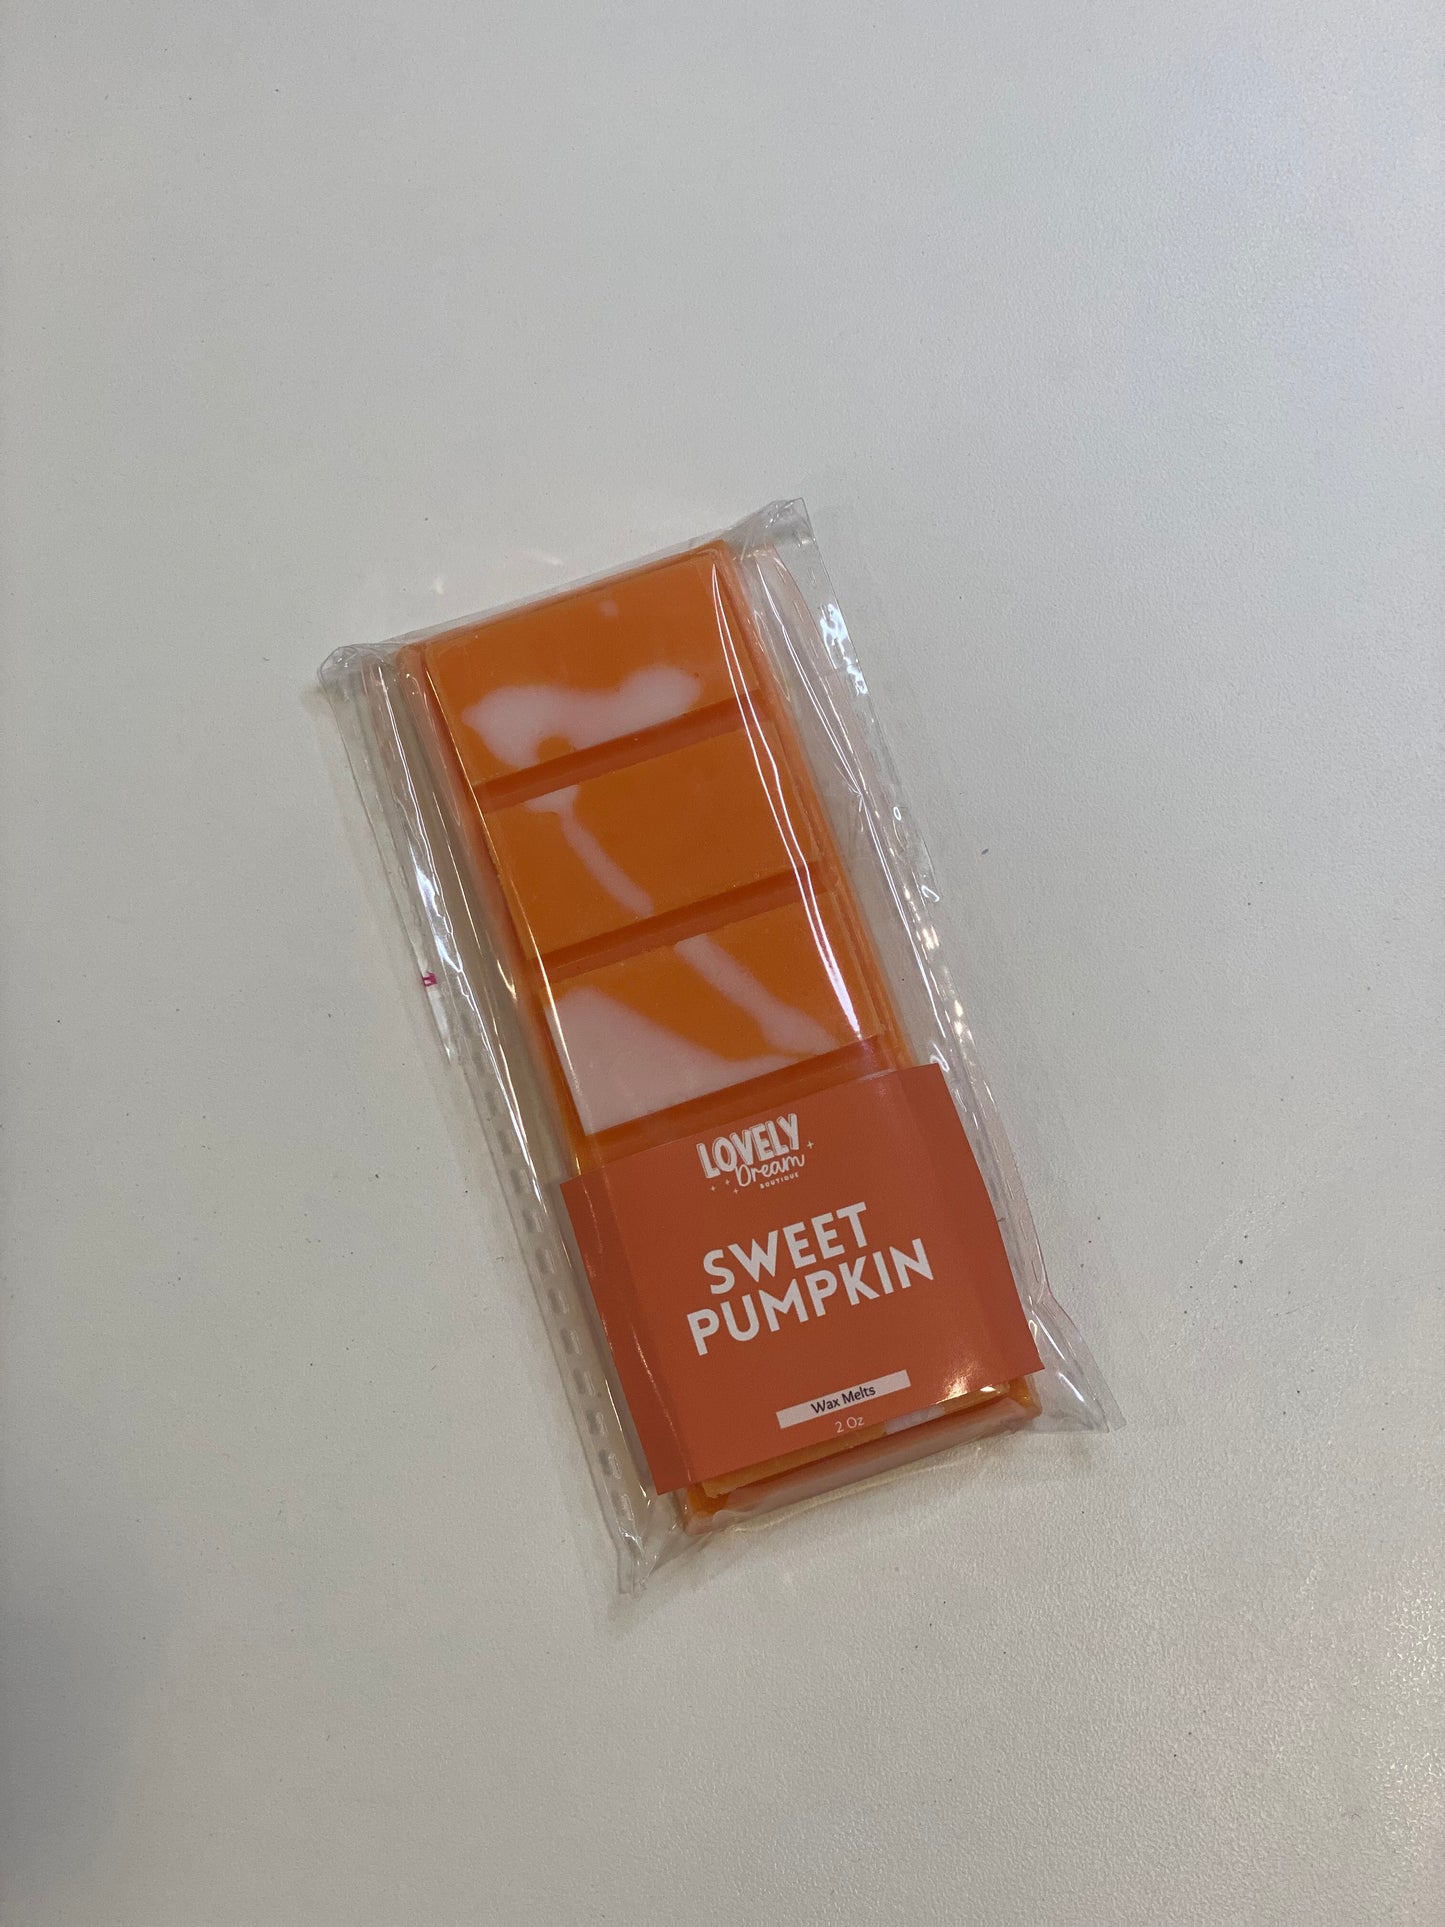 LOVELY
Dream
BOUTIQUE
SWEET
PUMPKIN
Wax Melts
2 Oz